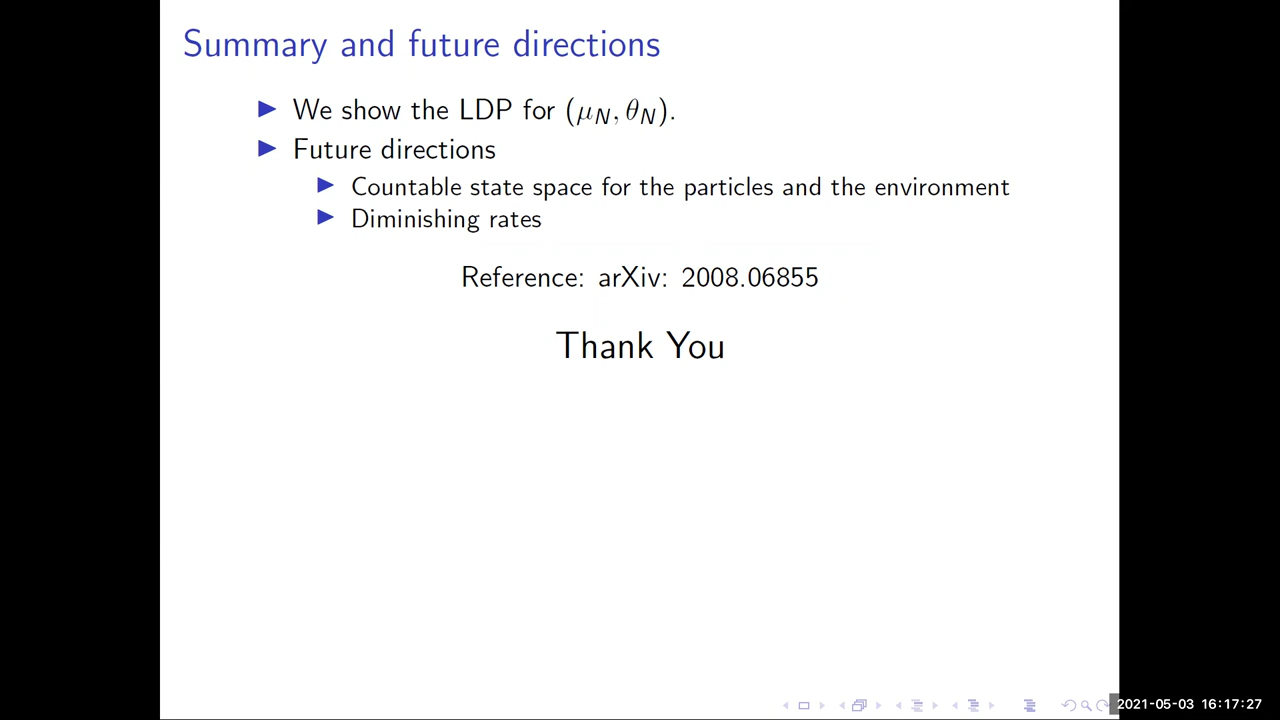 Summary and future directions
We show the LDP for (μN, θN).
Future directions
Countable state space for the particles and the environment
Diminishing rates
Reference: arXiv: 2008.06855
Thank You
2021-05-03 16:17:27